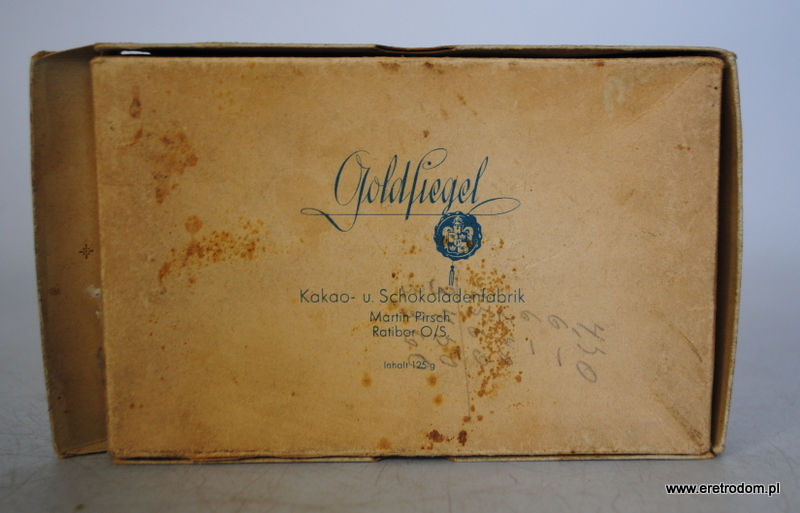 Goldsiegel
Kakao- u. Schokoladenfabrik
Martin Pirsch
Ratibor O/S.
Inhalt 125 g
www.eretrodom.pl